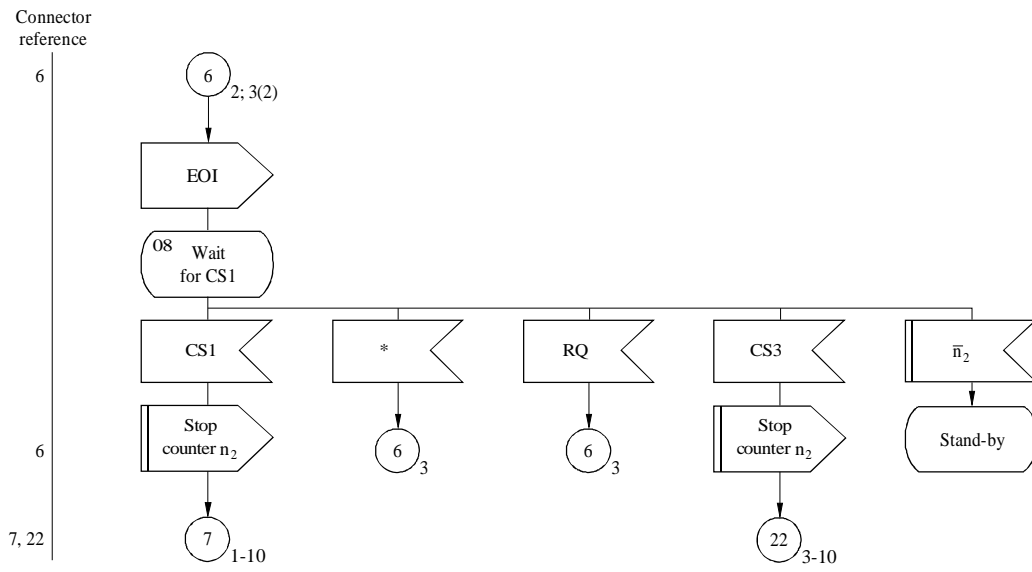 Connector
reference
6
6
2; 3(2)
EOI
08
Wait
for CS1
CS1
*
RQ
CS3
n̅₂
Stop
counter n₂
6
3
6
3
Stop
counter n₂
Stand-by
6
7, 22
7
1-10
22
3-10